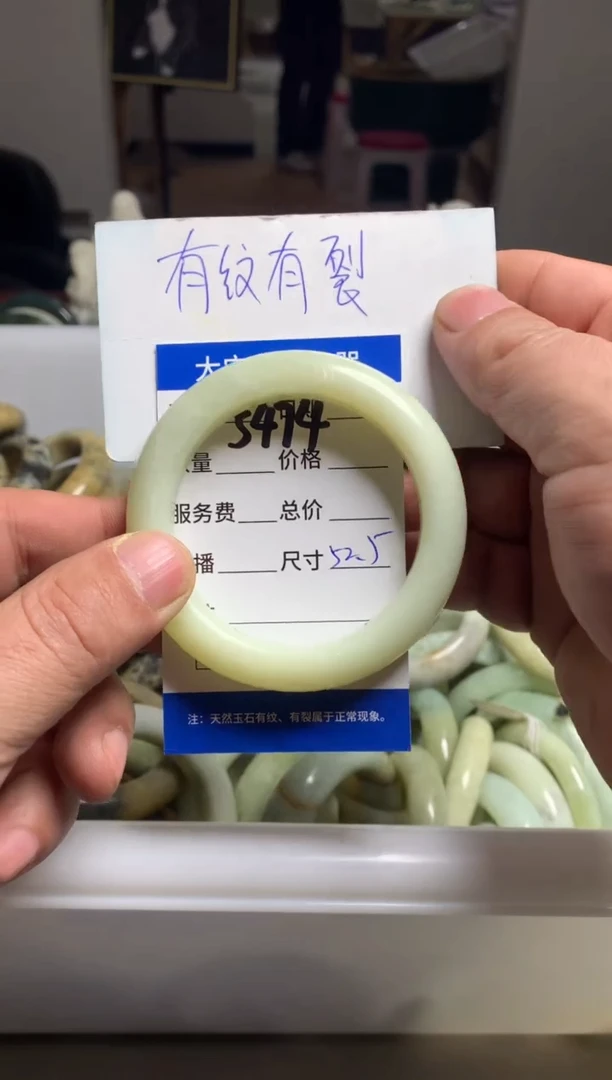 有纹有裂
5474
量 价格
服务费 总价
播 尺寸 52.5
注：天然玉石有纹、有裂属于正常现象。